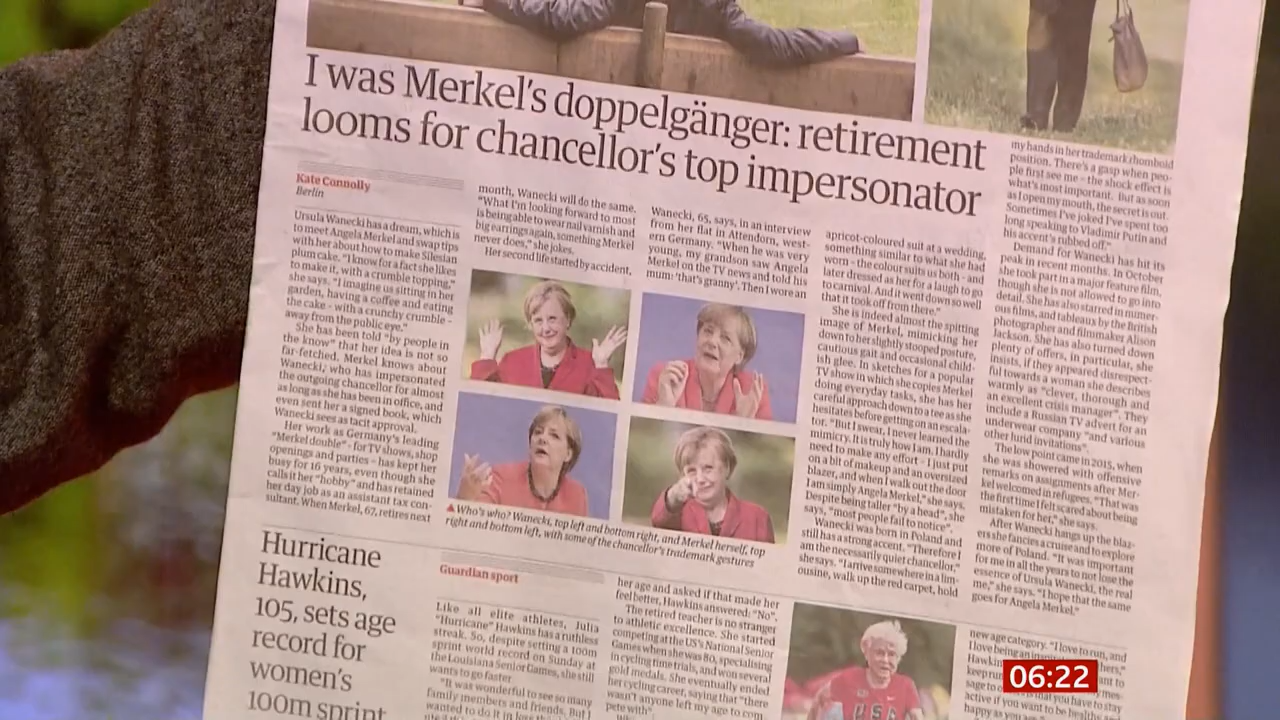 I was Merkel's doppelgänger: retirement
looms for chancellor's top impersonator
Kate Connolly
Berlin
Ursula Wanecki has a dream, which is
to meet Angela Merkel and swap tips
with her about how to make Silesian
plum cake. "I know for a fact she likes
to make it, with a crumble topping,"
she says. "I imagine us sitting in her
garden, having a coffee and eating
the cake - with a crunchy crumble -
away from the public eye."
She has been told "by people in
the know" that her idea is not so
far-fetched. Merkel knows about
Wanecki, who has impersonated
the outgoing chancellor for almost
as long as she has been in office, and
even sent her a signed book, which
Wanecki sees as tacit approval.
Her work as Germany's leading
"Merkel double" - for TV shows, shop
openings and parties - has kept her
busy for 16 years, even though she
calls it her "hobby" and has retained
her day job as an assistant tax con-
sultant. When Merkel, 67, retires next
month, Wanecki will do the same.
"What I'm looking forward to most
is being able to wear nail varnish and
big earrings again, something Merkel
never does," she jokes.
Her second life started by accident,
Wanecki, 65, says, in an interview
from her flat in Attendorn, west-
ern Germany. "When he was very
young, my grandson saw Angela
Merkel on the TV news and told his
mum: 'that's granny'. Then I wore an
apricot-coloured suit at a wedding,
something similar to what she had
worn - the colour suits us both - and
later dressed as her for a laugh to go
to carnival. And it went down so well
that it took off from there."
She is indeed almost the spitting
image of Merkel, mimicking her
down to her slightly stooped posture,
cautious gait and occasional child-
ish glee. In sketches for a popular
TV show in which she copies Merkel
doing everyday tasks, she has her
careful approach down to a tee as she
hesitates before getting on an escala-
tor. "But I swear, I never learned the
mimicry. It is truly how I am. I hardly
need to make any effort - I just put
on a bit of makeup and an oversized
blazer, and when I walk out the door
I am simply Angela Merkel," she says.
Despite being taller "by a head", she
says, "most people fail to notice".
Wanecki was born in Poland and
still has a strong accent. "Therefore I
am the necessarily quiet chancellor,"
she says. "I arrive somewhere in a lim-
ousine, walk up the red carpet, hold
my hands in her trademark rhomboid
position. There's a gasp when peo-
ple first see me - the shock effect is
what's most important. But as soon
as I open my mouth, the secret is out.
Sometimes I've joked I've spent too
long speaking to Vladimir Putin and
his accent's rubbed off."
Demand for Wanecki has hit its
peak in recent months. In October
she took part in a major feature film,
though she is not allowed to go into
detail. She has also starred in numer-
ous films, and tableaux by the British
photographer and filmmaker Alison
Jackson. She has also turned down
plenty of offers, in particular, she
insists, if they appeared disrespect-
ful towards a woman she describes
warmly as "clever, thorough and
an excellent crisis manager". They
include a Russian TV advert for an
underwear company "and various
other lurid invitations".
The low point came in 2015, when
she was showered with offensive
remarks on assignments after Mer-
kel welcomed in refugees. "That was
the first time I felt scared about being
mistaken for her," she says.
After Wanecki hangs up the blaz-
ers she fancies a cruise and to explore
more of Poland. "It was important
for me in all the years to not lose the
essence of Ursula Wanecki, the real
me," she says. "I hope that the same
goes for Angela Merkel."
▲ Who's who? Wanecki, top left and bottom right, and Merkel herself, top
right and bottom left, with some of the chancellor's trademark gestures
Hurricane
Hawkins,
105, sets age
record for
women's
100m sprint
Guardian sport
Like all elite athletes, Julia
"Hurricane" Hawkins has a ruthless
streak. So, despite setting a 100m
sprint world record on Sunday at
the Louisiana Senior Games, she still
wants to go faster.
"It was wonderful to see so many
family members and friends. But I
wanted to do it in less
her age and asked if that made her
feel better, Hawkins answered: "No".
The retired teacher is no stranger
to athletic excellence. She started
competing at the US's National Senior
Games when she was 80, specialising
in cycling time trials, and won several
gold medals. She eventually ended
her cycling career, saying that "there
wasn't anyone left my age to com-
pete with".
USA
new age category. "I love to run, and
I love being an
Hawkin
keep run
sage to
is that you have to stay
active if you want to be healthy and
happy as you
06:22